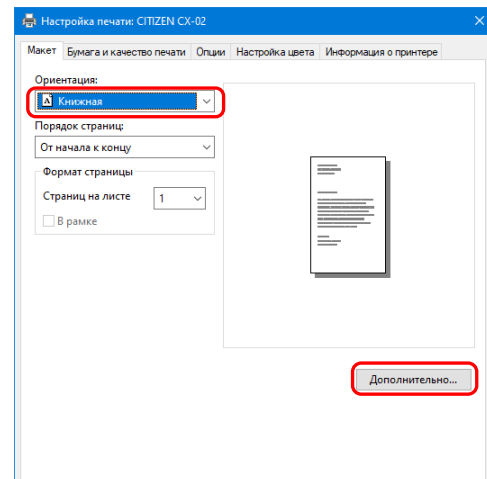 Настройка печати: CITIZEN CX-02
Макет Бумага и качество печати Опции Настройка цвета Информация о принтере
Ориентация:
A Книжная
Порядок страниц:
От начала к концу
Формат страницы
Страниц на листе 1
В рамке
Дополнительно...